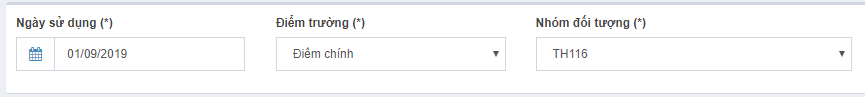 Ngày sử dụng (*) Điểm trường (*) Nhóm đối tượng (*)
01/09/2019 Điểm chính TH116